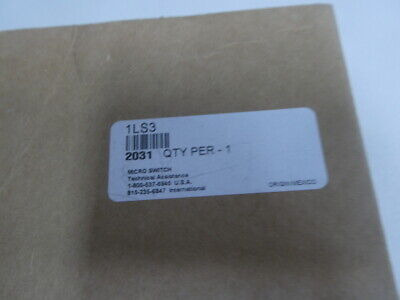 1LS3
2031 QTY PER - 1
MICRO SWITCH
Technical Assistance
1-800-537-6945 U.S.A.
815-235-6847 International
ORIGIN:MEXICO